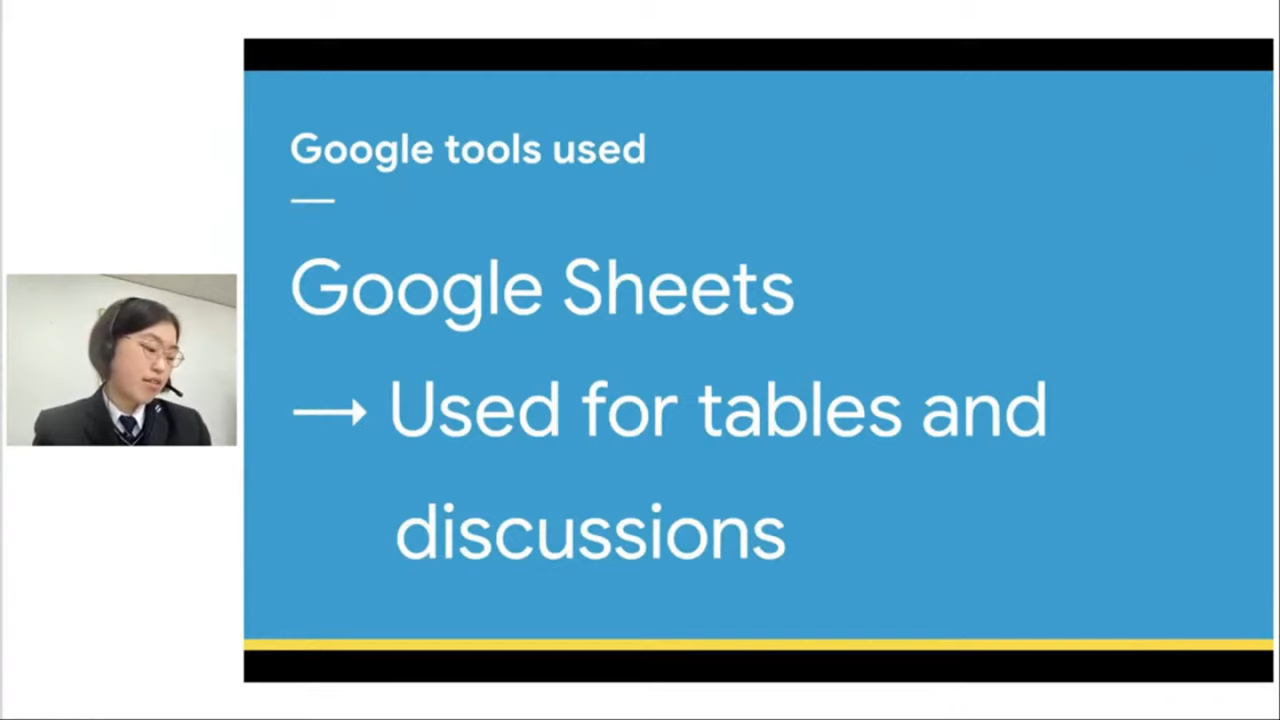 Google tools used
Google Sheets
→ Used for tables and
discussions